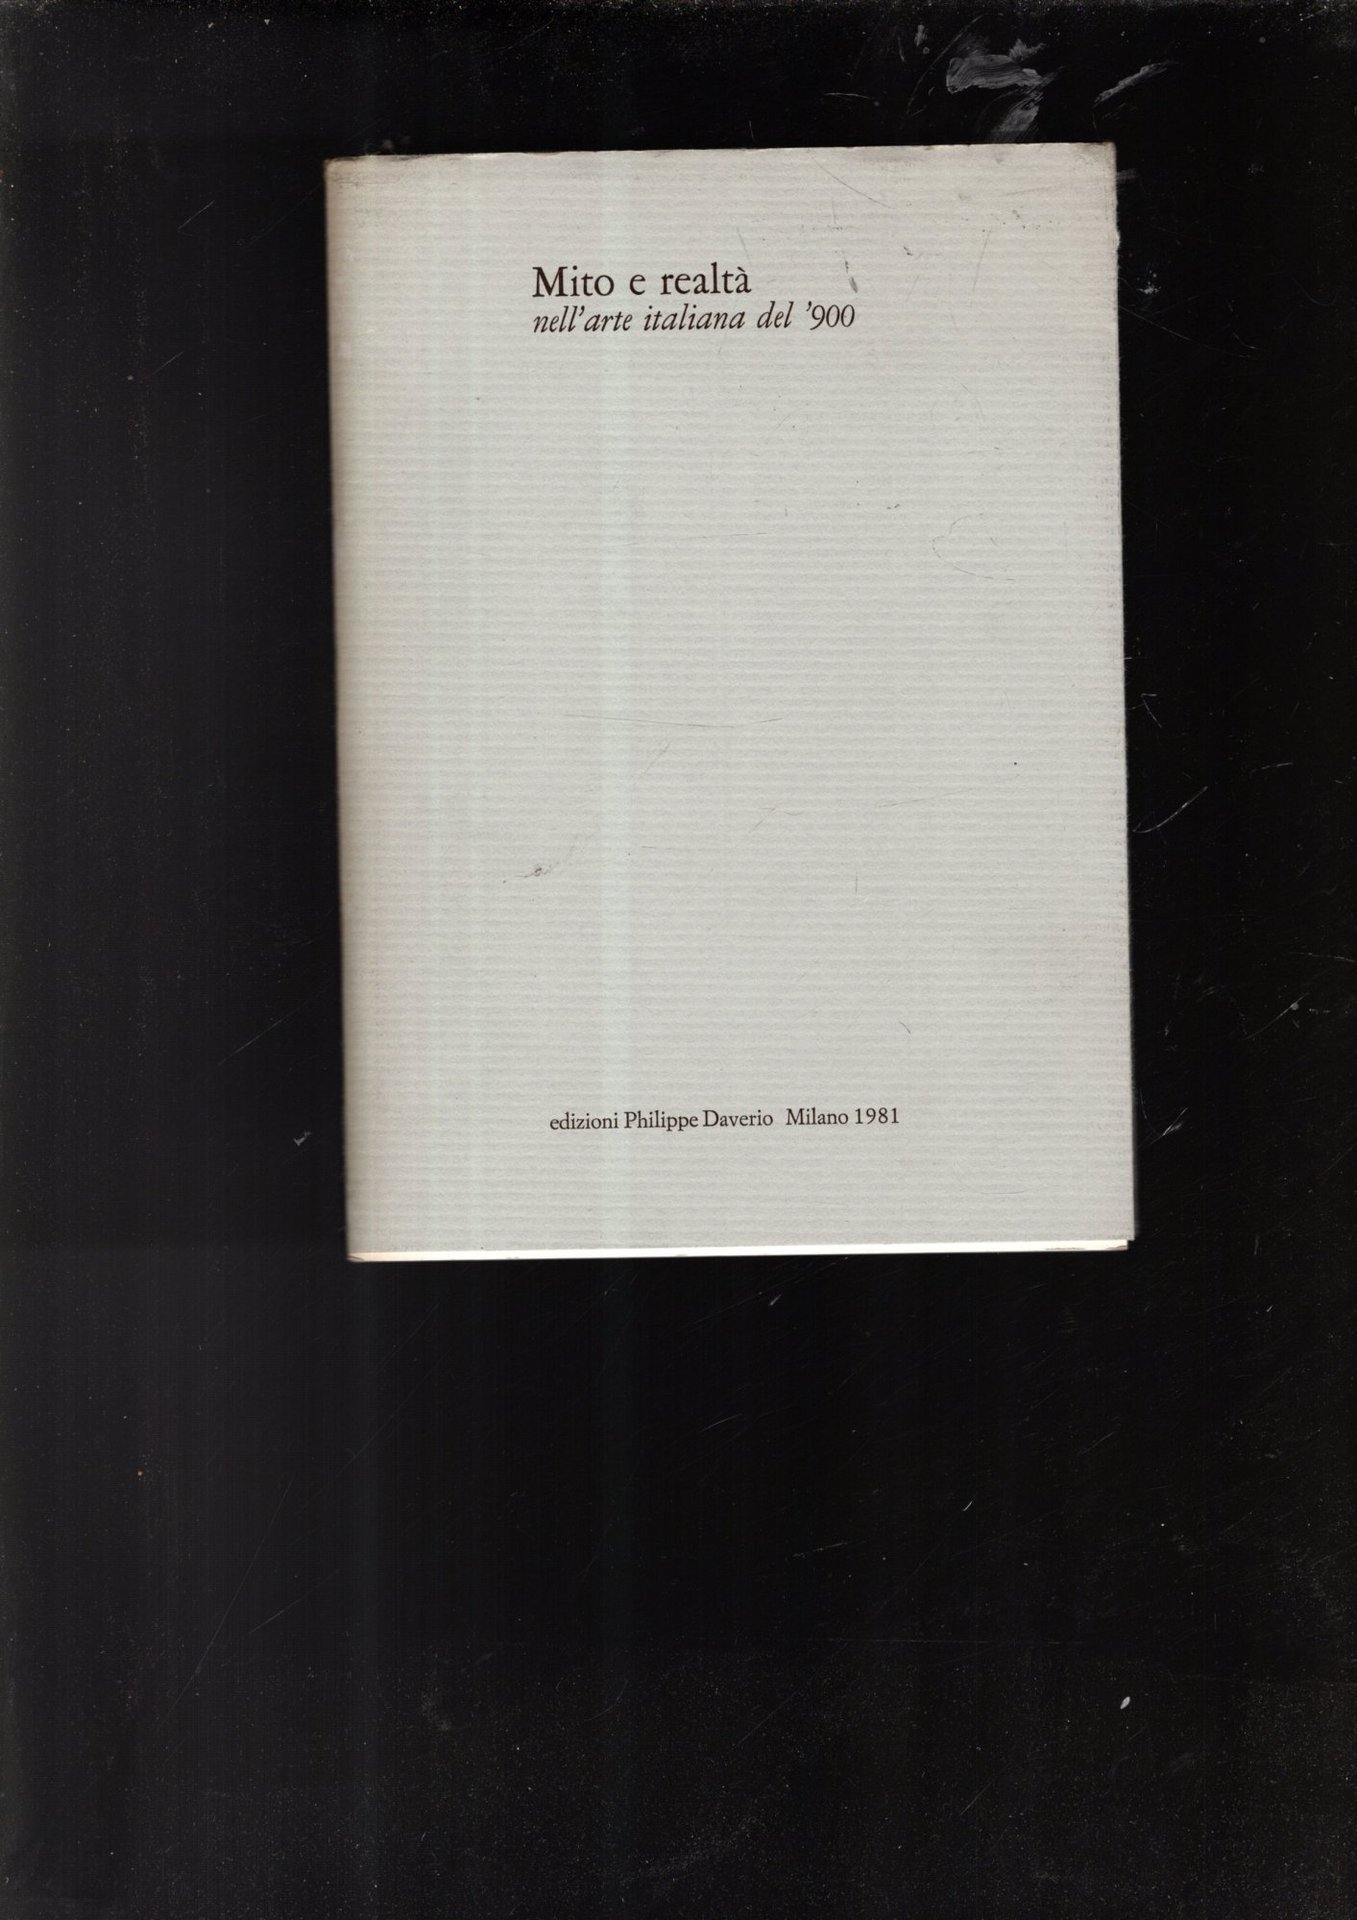 Mito e realtà
nell'arte italiana del '900
edizioni Philippe Daverio Milano 1981